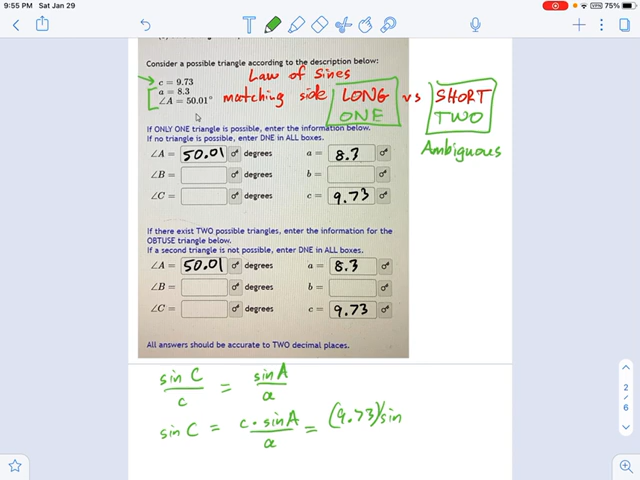 9:55 PM Sat Jan 29
75%
Consider a possible triangle according to the description below:
c = 9.73
a = 8.3
∠A = 50.01°
Law of Sines
matching side LONG vs SHORT
ONE TWO
Ambiguous
If ONLY ONE triangle is possible, enter the information below.
If no triangle is possible, enter DNE in ALL boxes.
∠A = 50.01 degrees a = 8.3
∠B = degrees b =
∠C = degrees c = 9.73
If there exist TWO possible triangles, enter the information for the
OBTUSE triangle below.
If a second triangle is not possible, enter DNE in ALL boxes.
∠A = 50.01 degrees a = 8.3
∠B = degrees b =
∠C = degrees c = 9.73
All answers should be accurate to TWO decimal places.
sin C / c = sin A / a
sin C = c · sin A / a = (9.73) sin
2
/
6